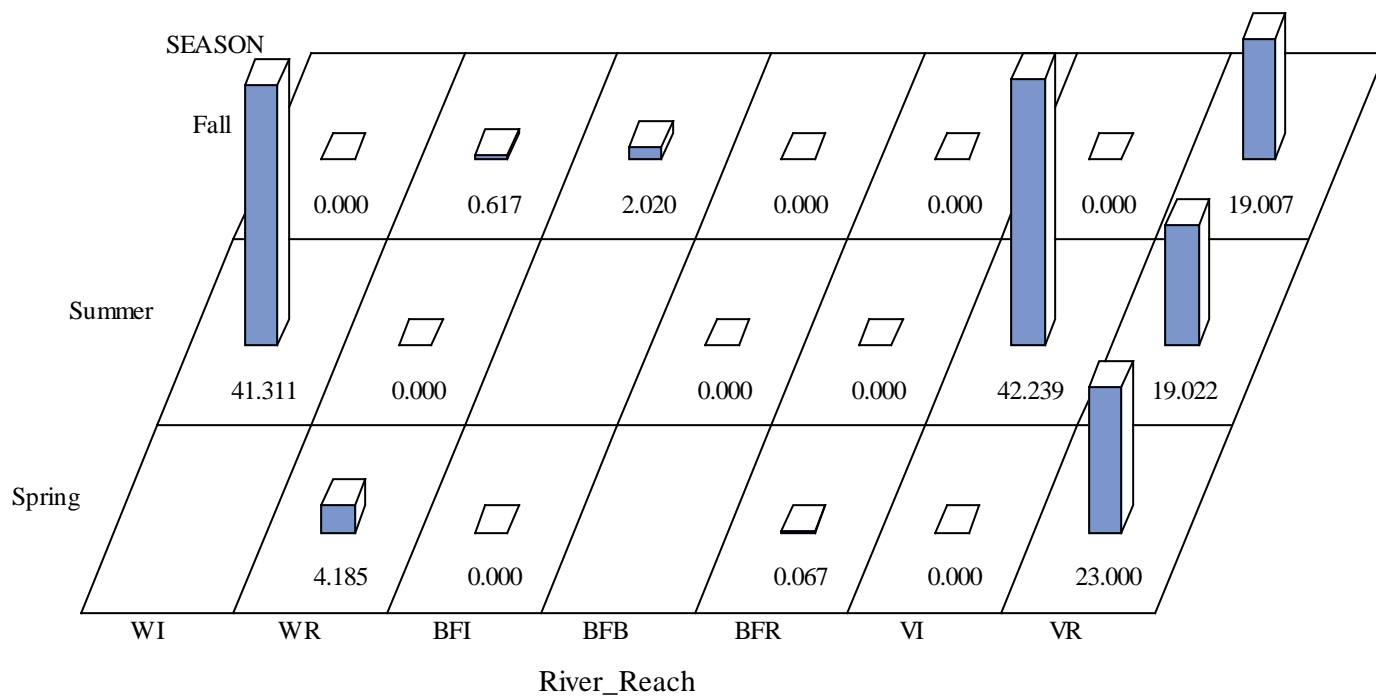 SEASON
Fall
0.000 0.617 2.020 0.000 0.000 0.000 19.007
Summer
41.311 0.000 0.000 0.000 42.239 19.022
Spring
4.185 0.000 0.067 0.000 23.000
WI WR BFI BFB BFR VI VR
River_Reach